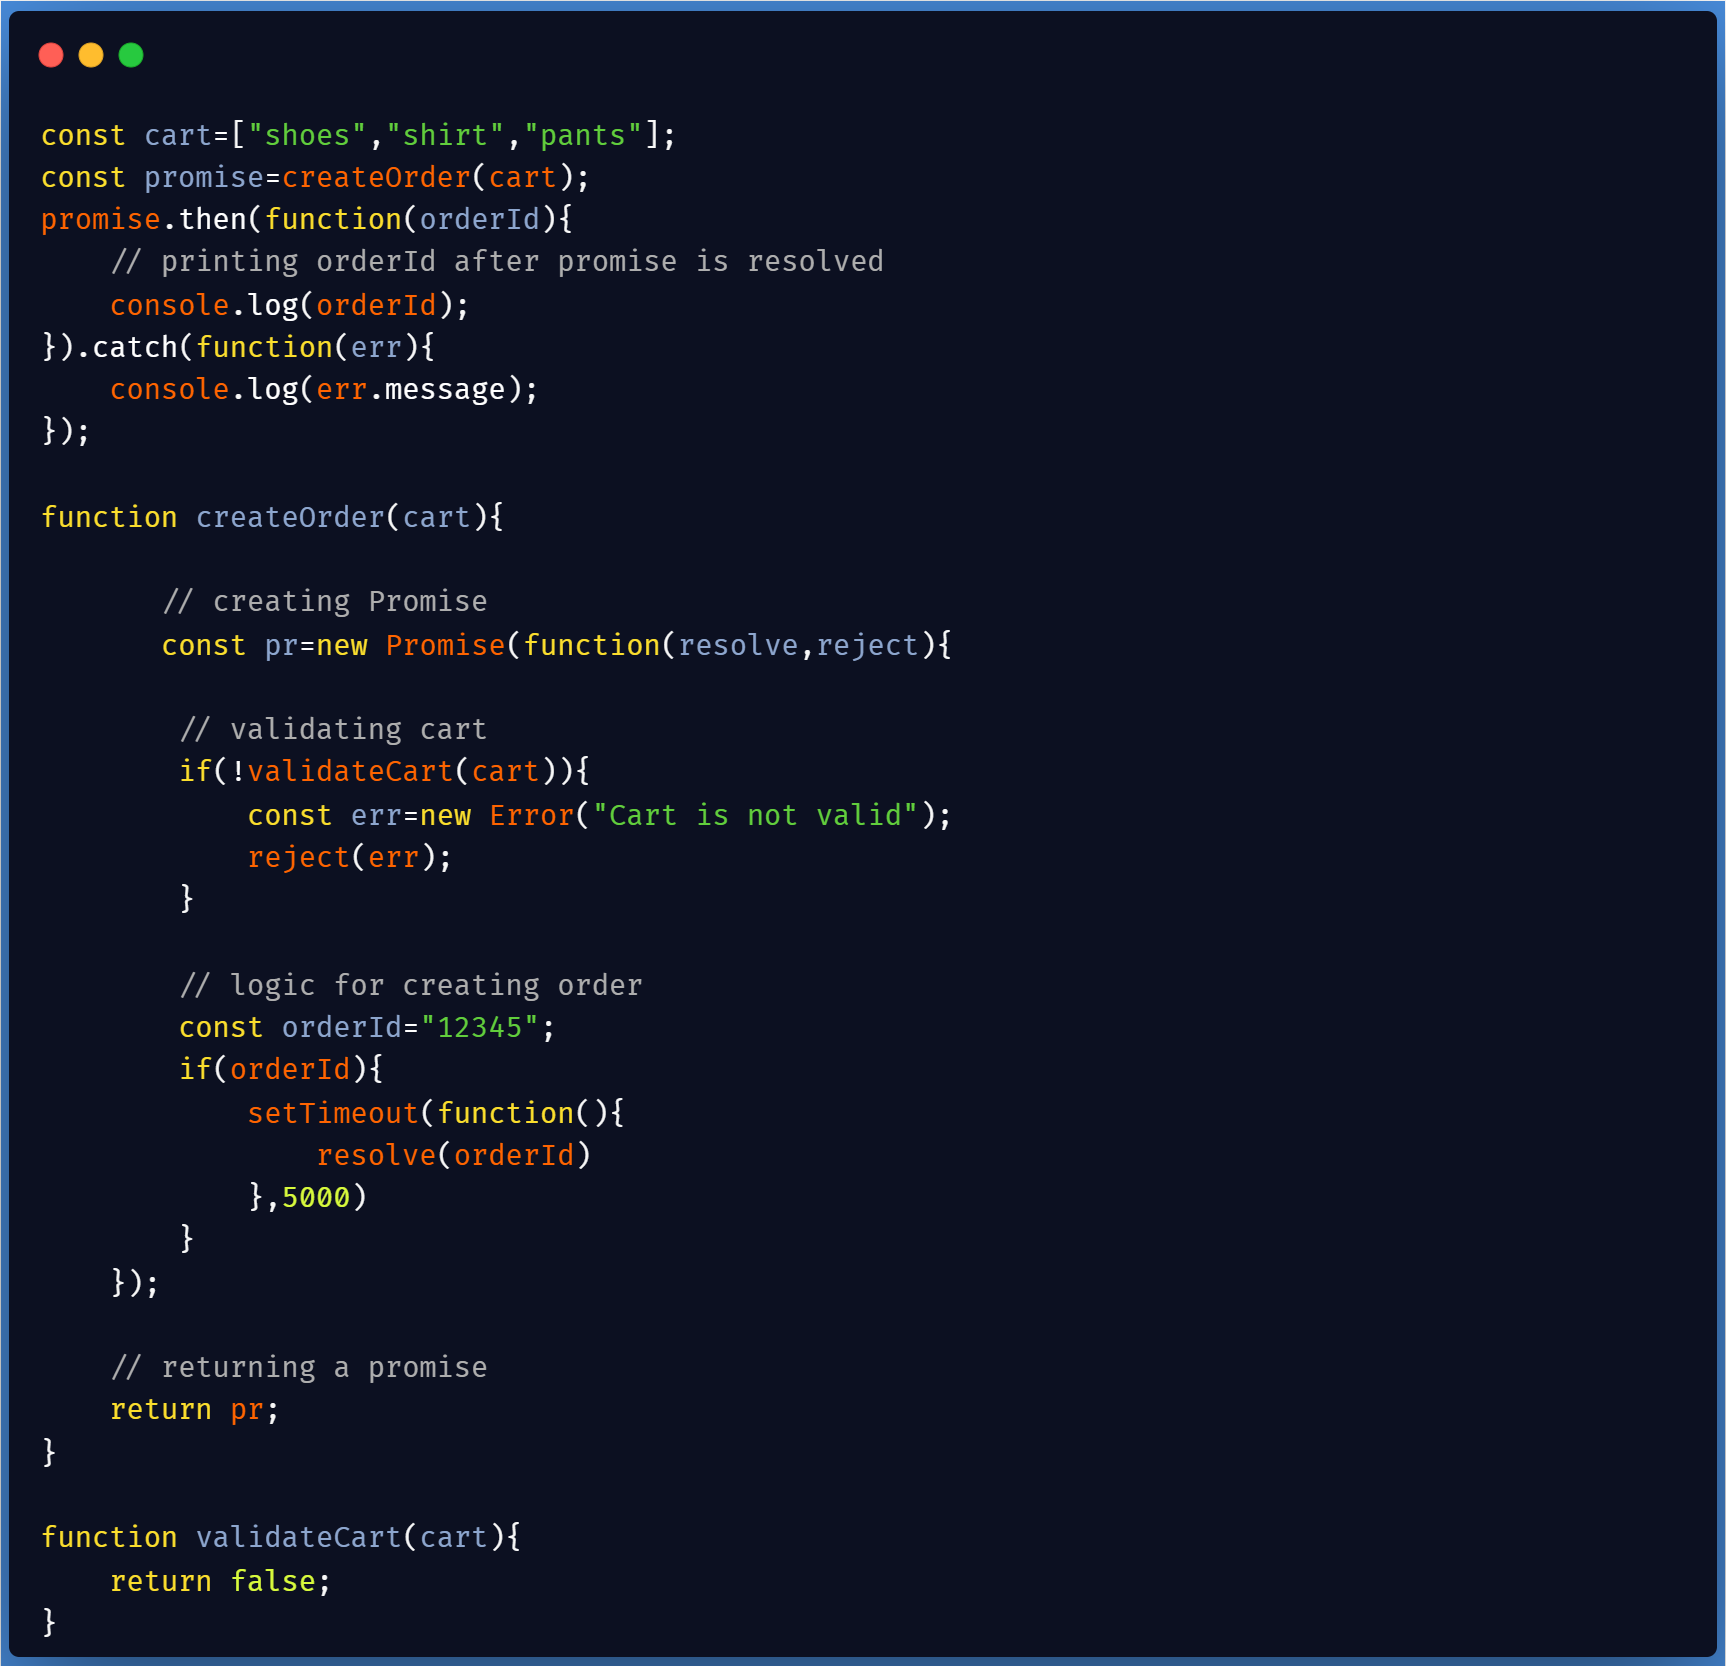 const cart=["shoes","shirt","pants"];
const promise=createOrder(cart);
promise.then(function(orderId){
    // printing orderId after promise is resolved
    console.log(orderId);
}).catch(function(err){
    console.log(err.message);
});

function createOrder(cart){

       // creating Promise
       const pr=new Promise(function(resolve,reject){

        // validating cart
        if(!validateCart(cart)){
            const err=new Error("Cart is not valid");
            reject(err);
        }

        // logic for creating order
        const orderId="12345";
        if(orderId){
            setTimeout(function(){
                resolve(orderId)
            },5000)
        }
    });

    // returning a promise
    return pr;
}

function validateCart(cart){
    return false;
}